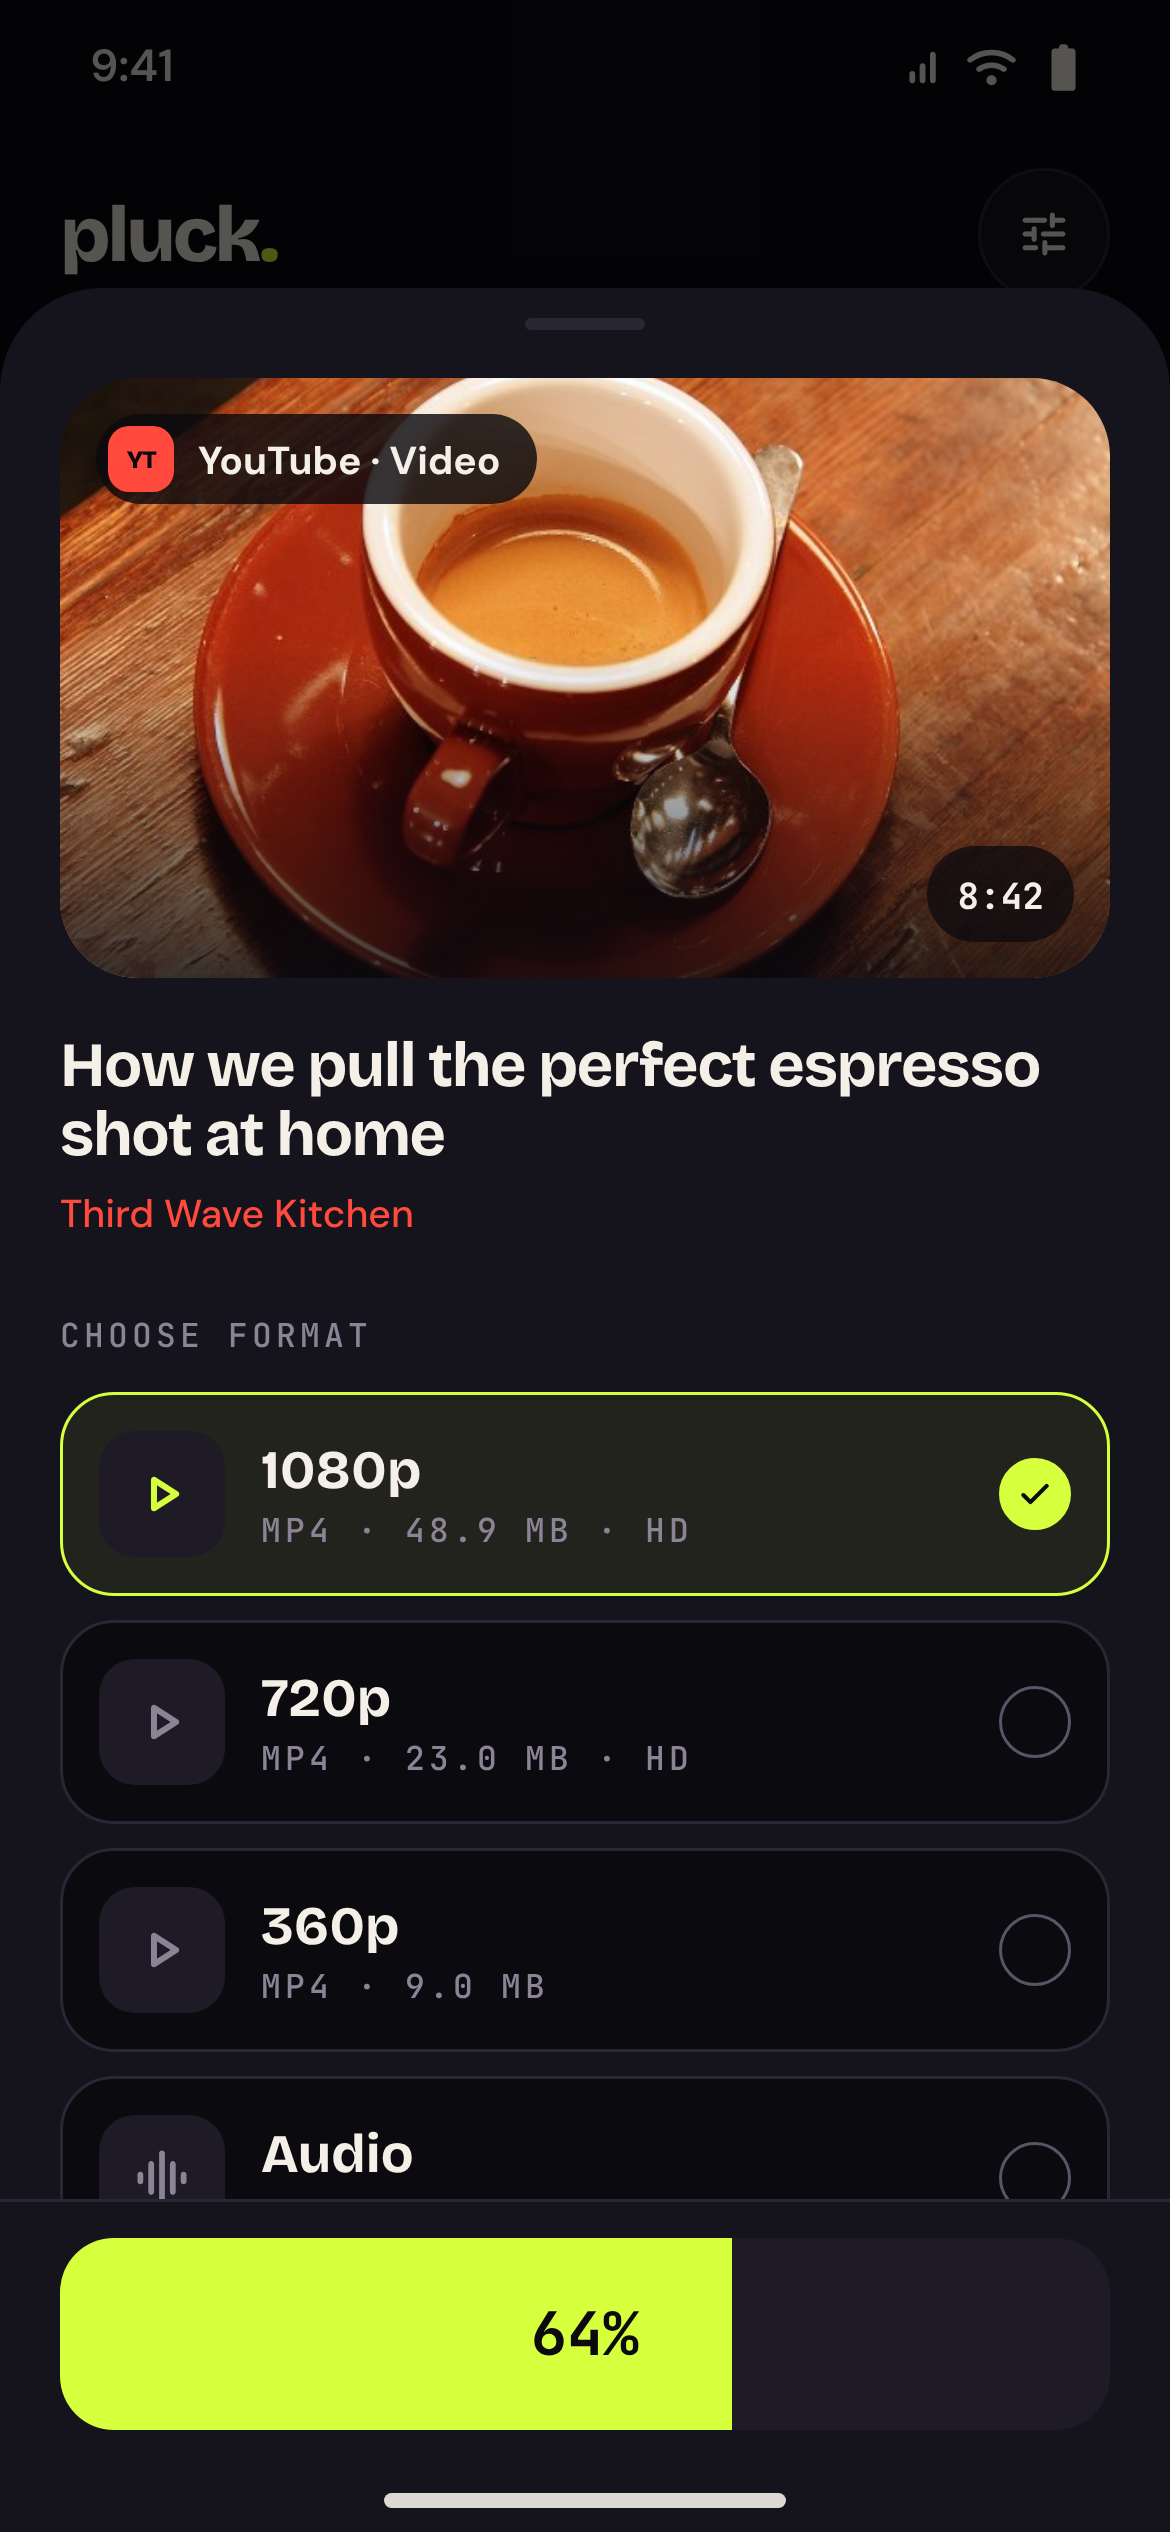 9:41
pluck.
YT YouTube · Video
8:42
How we pull the perfect espresso
shot at home
Third Wave Kitchen
CHOOSE FORMAT
1080p
MP4 · 48.9 MB · HD
720p
MP4 · 23.0 MB · HD
360p
MP4 · 9.0 MB
Audio
64%